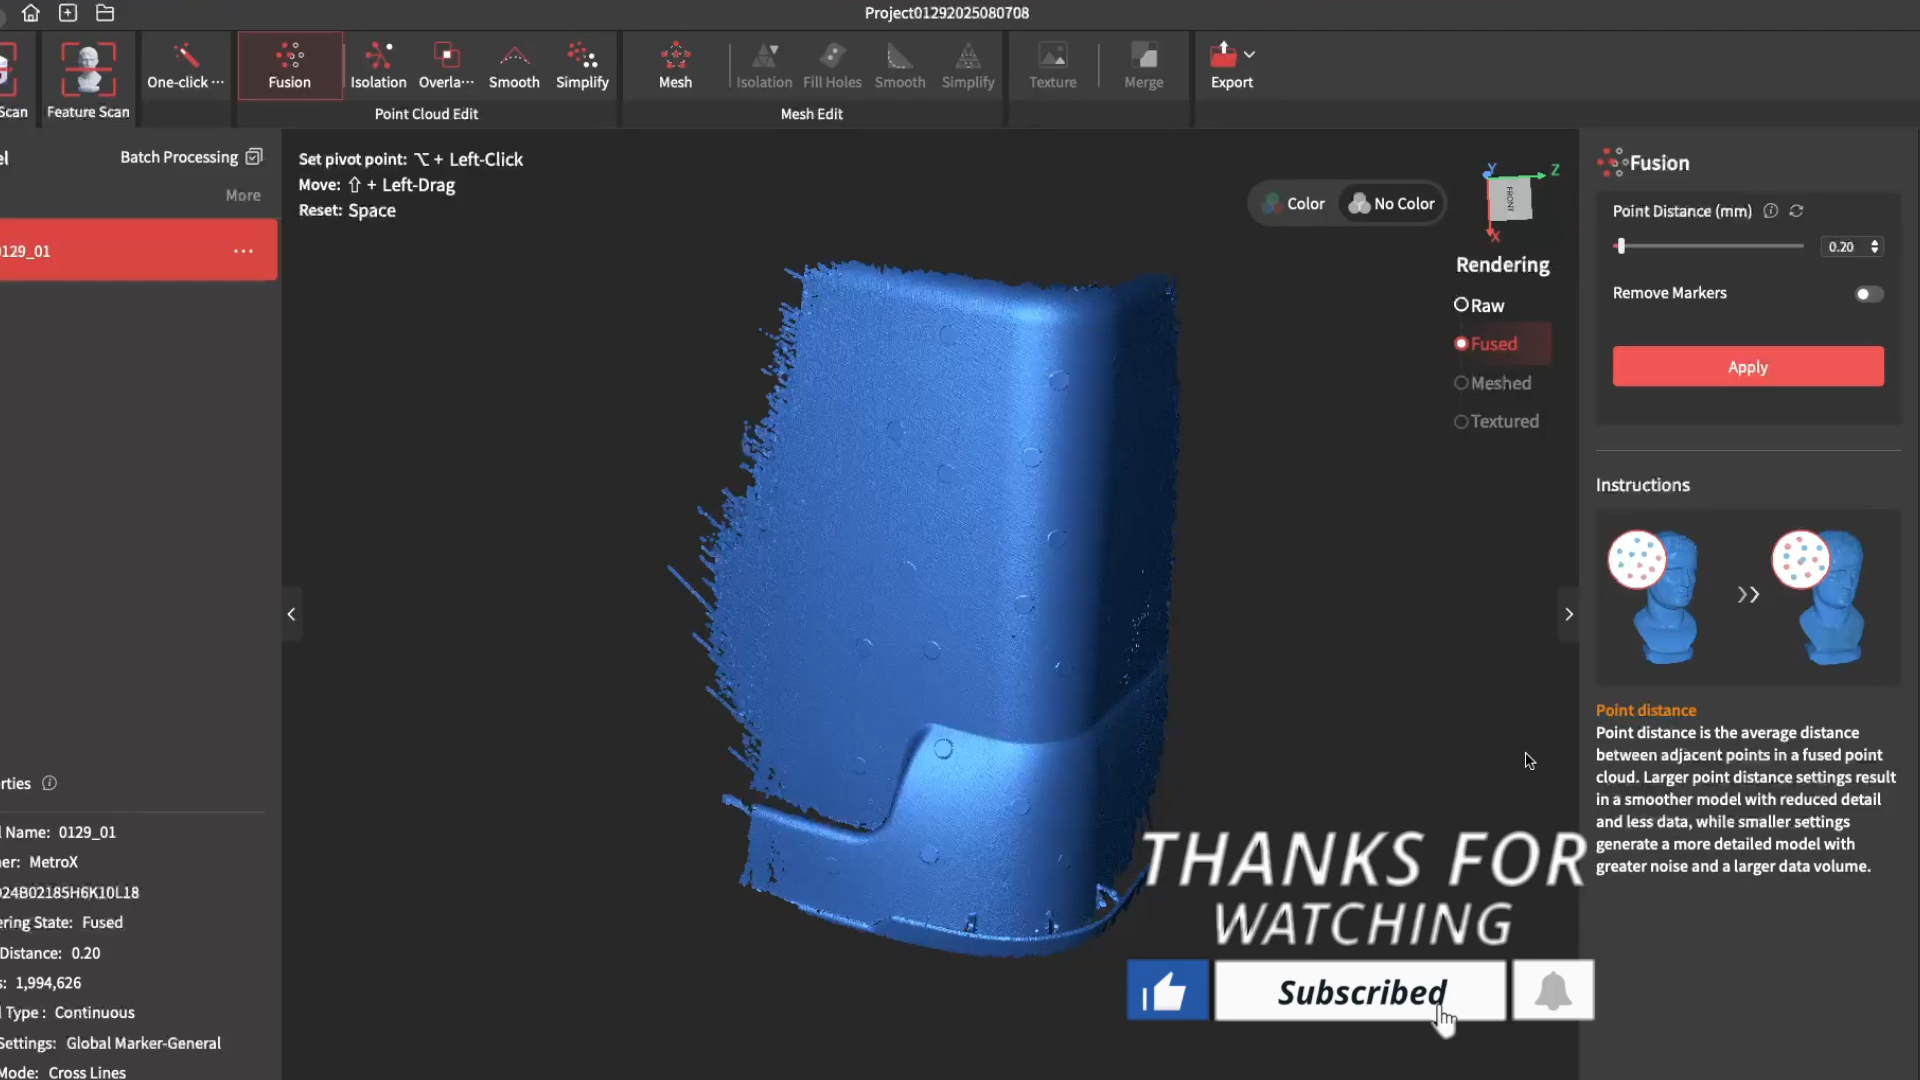 Project01292025080708
Scan
Feature Scan
One-click ···
Fusion
Isolation
Overla···
Smooth
Simplify
Point Cloud Edit
Mesh
Isolation
Fill Holes
Smooth
Simplify
Mesh Edit
Texture
Merge
Export
Batch Processing
More
0129_01
Set pivot point: ⌥ + Left-Click
Move: ⇧ + Left-Drag
Reset: Space
Color
No Color
Y
Z
FRONT
X
Rendering
Raw
Fused
Meshed
Textured
Fusion
Point Distance (mm)
0.20
Remove Markers
Apply
Instructions
Point distance
Point distance is the average distance
between adjacent points in a fused point
cloud. Larger point distance settings result
in a smoother model with reduced detail
and less data, while smaller settings
generate a more detailed model with
greater noise and a larger data volume.
rties
l Name: 0129_01
ner: MetroX
024B02185H6K10L18
ering State: Fused
Distance: 0.20
s: 1,994,626
l Type : Continuous
Settings: Global Marker-General
Mode: Cross Lines
THANKS FOR
WATCHING
Subscribed